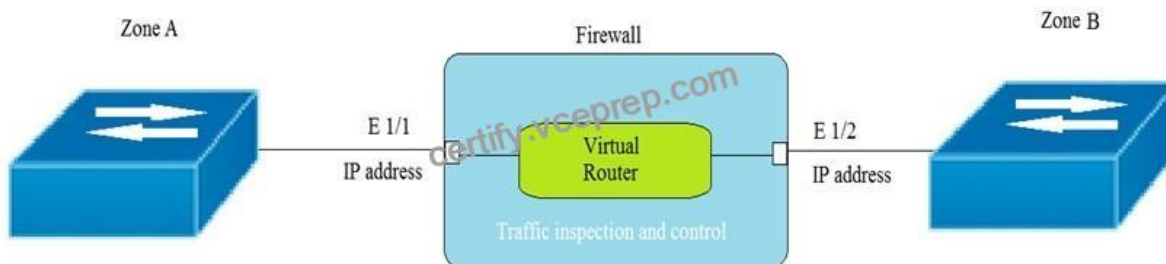 Zone A
Firewall
Zone B
E 1/1
IP address
certify.vceprep.com
Virtual
Router
E 1/2
IP address
Traffic inspection and control